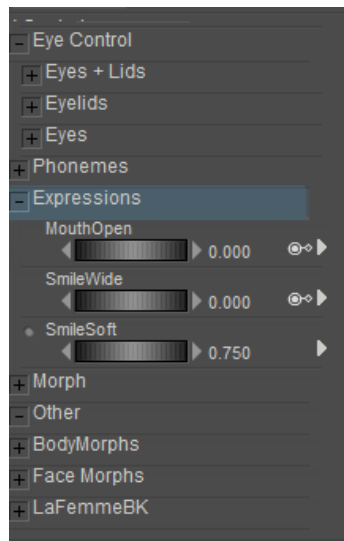 Eye Control
Eyes + Lids
Eyelids
Eyes
Phonemes
Expressions
MouthOpen
0.000
SmileWide
0.000
SmileSoft
0.750
Morph
Other
BodyMorphs
Face Morphs
LaFemmeBK